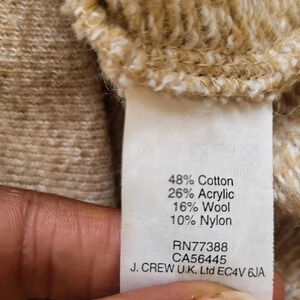 48% Cotton
26% Acrylic
16% Wool
10% Nylon
RN77388
CA56445
J. CREW U.K. Ltd EC4V 6JA